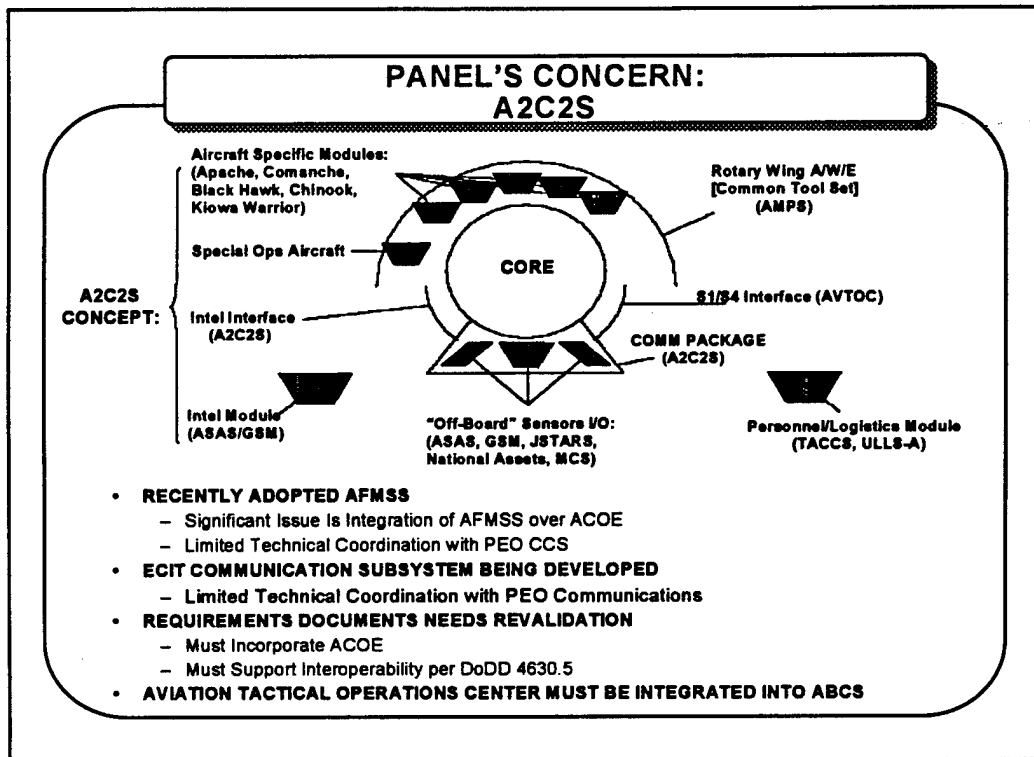 PANEL'S CONCERN:
A2C2S
Aircraft Specific Modules:
(Apache, Comanche,
Black Hawk, Chinook,
Kiowa Warrior)
Rotary Wing A/W/E
[Common Tool Set]
(AMPS)
Special Ops Aircraft
CORE
A2C2S
CONCEPT:
Intel Interface
(A2C2S)
S1/S4 Interface (AVTOC)
COMM PACKAGE
(A2C2S)
Intel Module
(ASAS/GSM)
"Off-Board" Sensors I/O:
(ASAS, GSM, JSTARS,
National Assets, MCS)
Personnel/Logistics Module
(TACCS, ULLS-A)
• RECENTLY ADOPTED AFMSS
– Significant Issue Is Integration of AFMSS over ACOE
– Limited Technical Coordination with PEO CCS
• ECIT COMMUNICATION SUBSYSTEM BEING DEVELOPED
– Limited Technical Coordination with PEO Communications
• REQUIREMENTS DOCUMENTS NEEDS REVALIDATION
– Must Incorporate ACOE
– Must Support Interoperability per DoDD 4630.5
• AVIATION TACTICAL OPERATIONS CENTER MUST BE INTEGRATED INTO ABCS